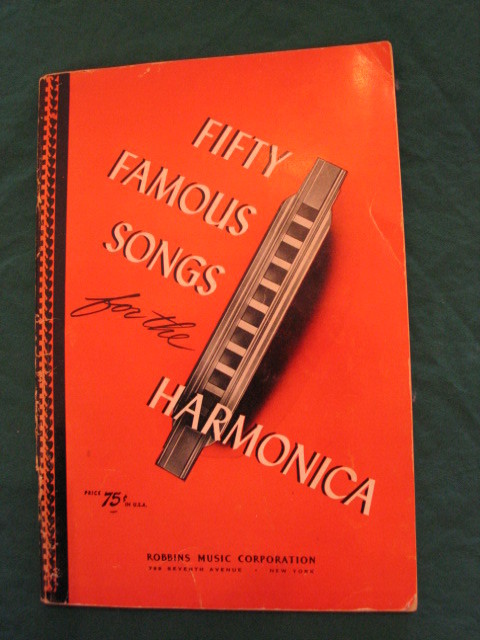 FIFTY
FAMOUS
SONGS
for the
HARMONICA
PRICE 75¢ IN U.S.A.
ROBBINS MUSIC CORPORATION
799 SEVENTH AVENUE • NEW YORK